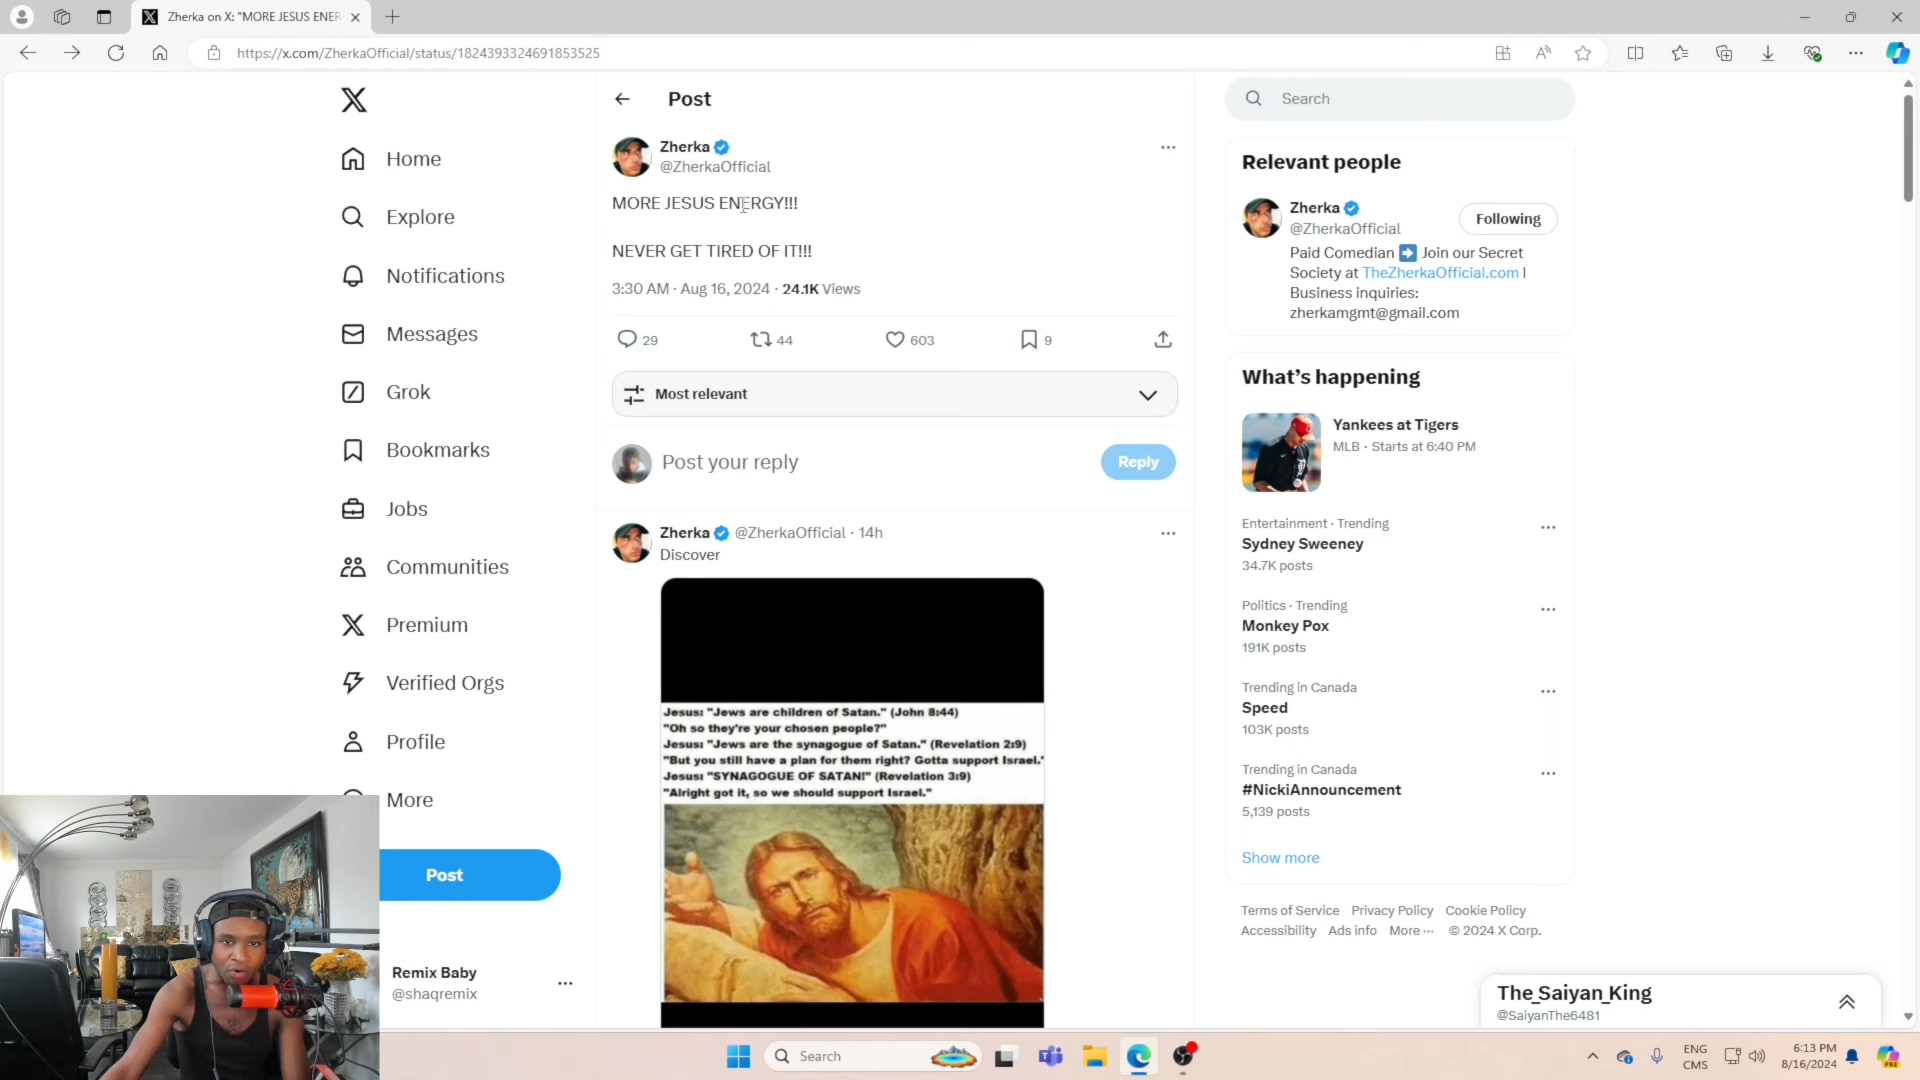 Zherka on X: "MORE JESUS ENER
https://x.com/ZherkaOfficial/status/1824393324691853525
Home
Explore
Notifications
Messages
Grok
Bookmarks
Jobs
Communities
Premium
Verified Orgs
Profile
More
Post
Remix Baby
@shaqremix
Post
Zherka
@ZherkaOfficial
MORE JESUS ENERGY!!!
NEVER GET TIRED OF IT!!!
3:30 AM · Aug 16, 2024 · 24.1K Views
29 44 603 9
Most relevant
Post your reply
Reply
Zherka @ZherkaOfficial · 14h
Discover
Jesus: "Jews are children of Satan." (John 8:44)
"Oh so they're your chosen people?"
Jesus: "Jews are the synagogue of Satan." (Revelation 2:9)
"But you still have a plan for them right? Gotta support Israel."
Jesus: "SYNAGOGUE OF SATAN!" (Revelation 3:9)
"Alright got it, so we should support Israel."
Search
Relevant people
Zherka
@ZherkaOfficial
Following
Paid Comedian ➡️ Join our Secret
Society at TheZherkaOfficial.com |
Business inquiries:
zherkamgmt@gmail.com
What's happening
Yankees at Tigers
MLB · Starts at 6:40 PM
Entertainment · Trending
Sydney Sweeney
34.7K posts
Politics · Trending
Monkey Pox
191K posts
Trending in Canada
Speed
103K posts
Trending in Canada
#NickiAnnouncement
5,139 posts
Show more
Terms of Service Privacy Policy Cookie Policy
Accessibility Ads info More ··· © 2024 X Corp.
The_Saiyan_King
@SaiyanThe6481
Search
ENG
CMS
6:13 PM
8/16/2024
PRE